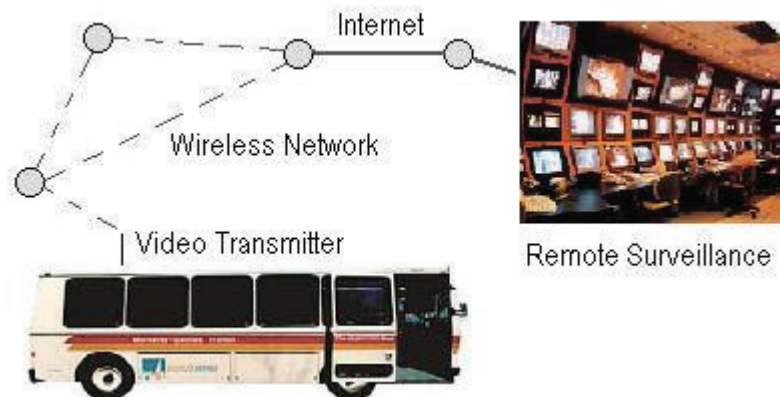 Internet
Wireless Network
Video Transmitter
Remote Surveillance